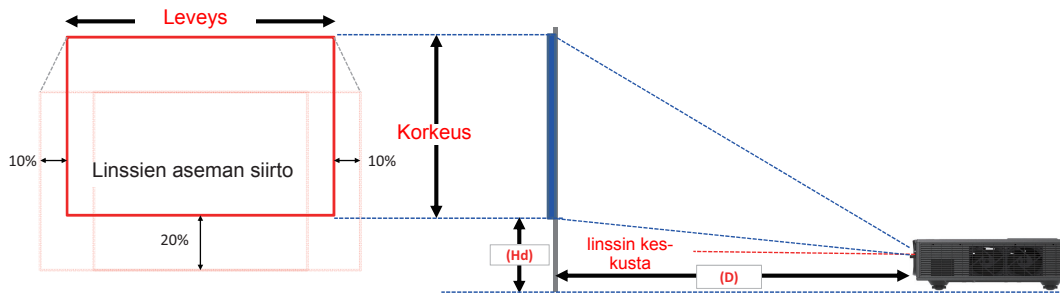 Leveys
10%
Linssien aseman siirto
10%
20%
Korkeus
(Hd)
linssin kes-
kusta
(D)